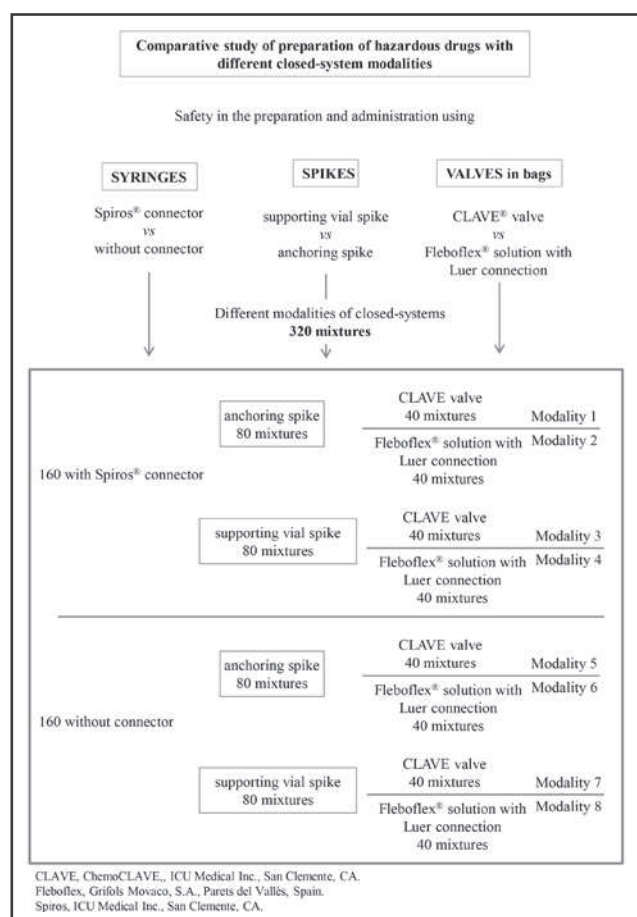 Comparative study of preparation of hazardous drugs with
different closed-system modalities
Safety in the preparation and administration using
SYRINGES
Spiros® connector
vs
without connector
SPIKES
supporting vial spike
vs
anchoring spike
VALVES in bags
CLAVE® valve
vs
Fleboflex® solution with
Luer connection
Different modalities of closed-systems
320 mixtures
160 with Spiros® connector
anchoring spike
80 mixtures
CLAVE valve
40 mixtures
Modality 1
Fleboflex® solution with
Luer connection
40 mixtures
Modality 2
supporting vial spike
80 mixtures
CLAVE valve
40 mixtures
Modality 3
Fleboflex® solution with
Luer connection
40 mixtures
Modality 4
160 without connector
anchoring spike
80 mixtures
CLAVE valve
40 mixtures
Modality 5
Fleboflex® solution with
Luer connection
40 mixtures
Modality 6
supporting vial spike
80 mixtures
CLAVE valve
40 mixtures
Modality 7
Fleboflex® solution with
Luer connection
40 mixtures
Modality 8
CLAVE, ChemoCLAVE,, ICU Medical Inc., San Clemente, CA.
Fleboflex, Grifols Movaco, S.A., Parets del Vallès, Spain.
Spiros, ICU Medical Inc., San Clemente, CA.